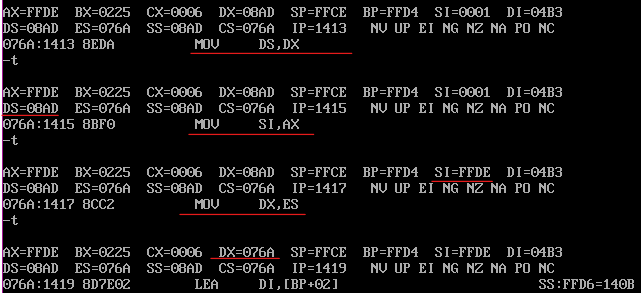 AX=FFDE BX=0225 CX=0006 DX=08AD SP=FFCE BP=FFD4 SI=0001 DI=04B3
DS=08AD ES=076A SS=08AD CS=076A IP=1413 NV UP EI NG NZ NA PO NC
076A:1413 8EDA MOV DS,DX
-t
AX=FFDE BX=0225 CX=0006 DX=08AD SP=FFCE BP=FFD4 SI=0001 DI=04B3
DS=08AD ES=076A SS=08AD CS=076A IP=1415 NV UP EI NG NZ NA PO NC
076A:1415 8BF0 MOV SI,AX
-t
AX=FFDE BX=0225 CX=0006 DX=08AD SP=FFCE BP=FFD4 SI=FFDE DI=04B3
DS=08AD ES=076A SS=08AD CS=076A IP=1417 NV UP EI NG NZ NA PO NC
076A:1417 8CC2 MOV DX,ES
-t
AX=FFDE BX=0225 CX=0006 DX=076A SP=FFCE BP=FFD4 SI=FFDE DI=04B3
DS=08AD ES=076A SS=08AD CS=076A IP=1419 NV UP EI NG NZ NA PO NC
076A:1419 8D7E02 LEA DI,[BP+02] SS:FFD6=140B